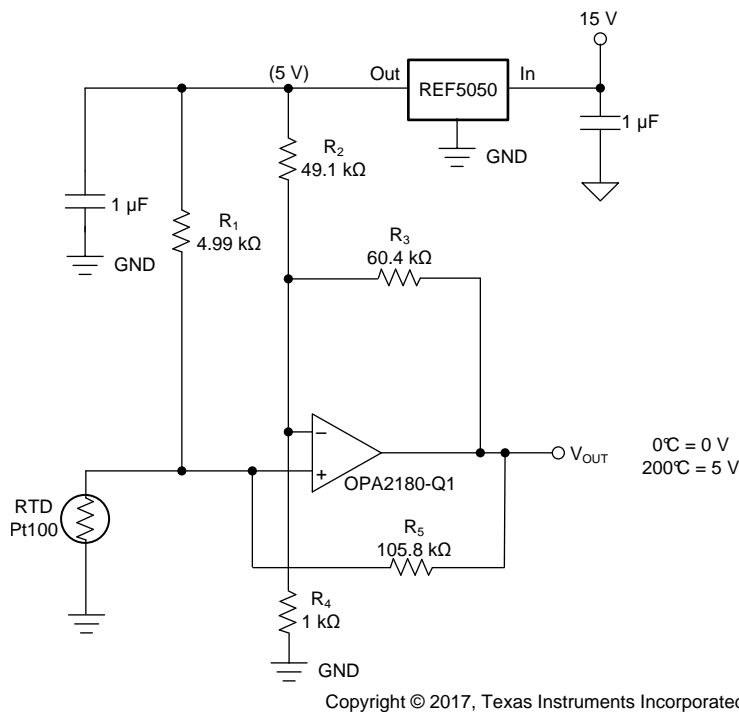 15 V
(5 V)
Out
REF5050
In
1 µF
GND
R2
49.1 kΩ
1 µF
GND
R1
4.99 kΩ
R3
60.4 kΩ
−
+
OPA2180-Q1
VOUT
0°C = 0 V
200°C = 5 V
RTD
Pt100
R5
105.8 kΩ
R4
1 kΩ
GND
Copyright © 2017, Texas Instruments Incorporated